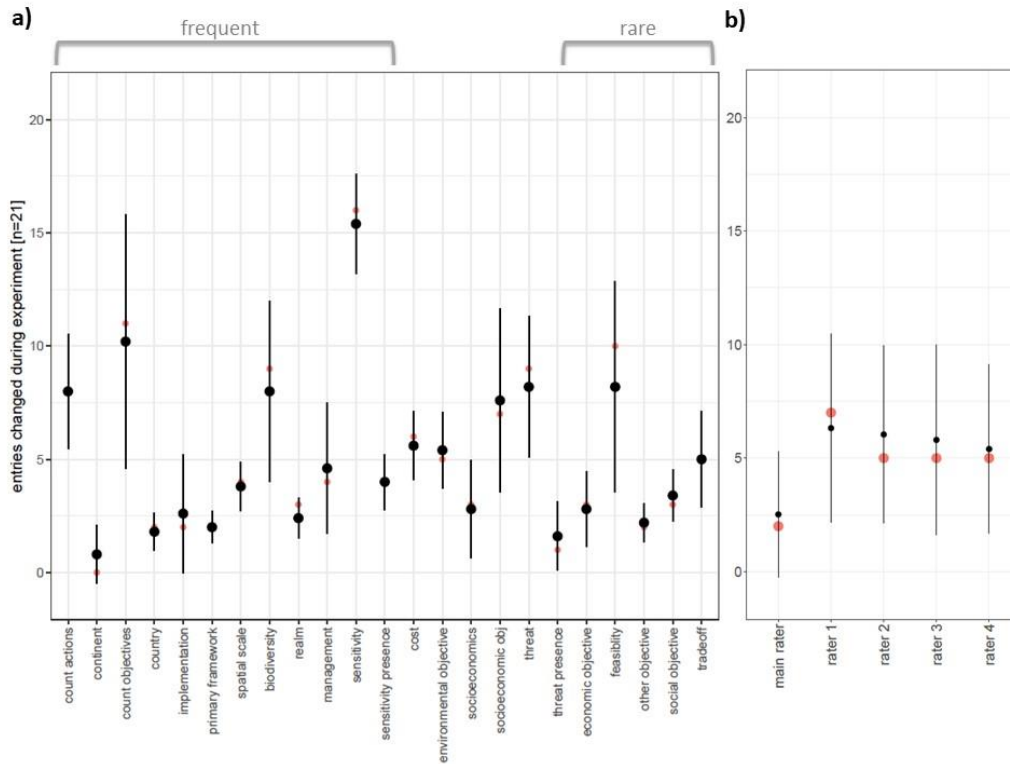 a)
frequent
rare
b)
entries changed during experiment [n=21]
20
15
10
5
0
count actions
continent
count objectives
country
implementation
primary framework
spatial scale
biodiversity
realm
management
sensitivity
sensitivity presence
cost
environmental objective
socioeconomics
socioeconomic obj
threat
threat presence
economic objective
feasibility
other objective
social objective
tradeoff
20
15
10
5
0
main rater
rater 1
rater 2
rater 3
rater 4